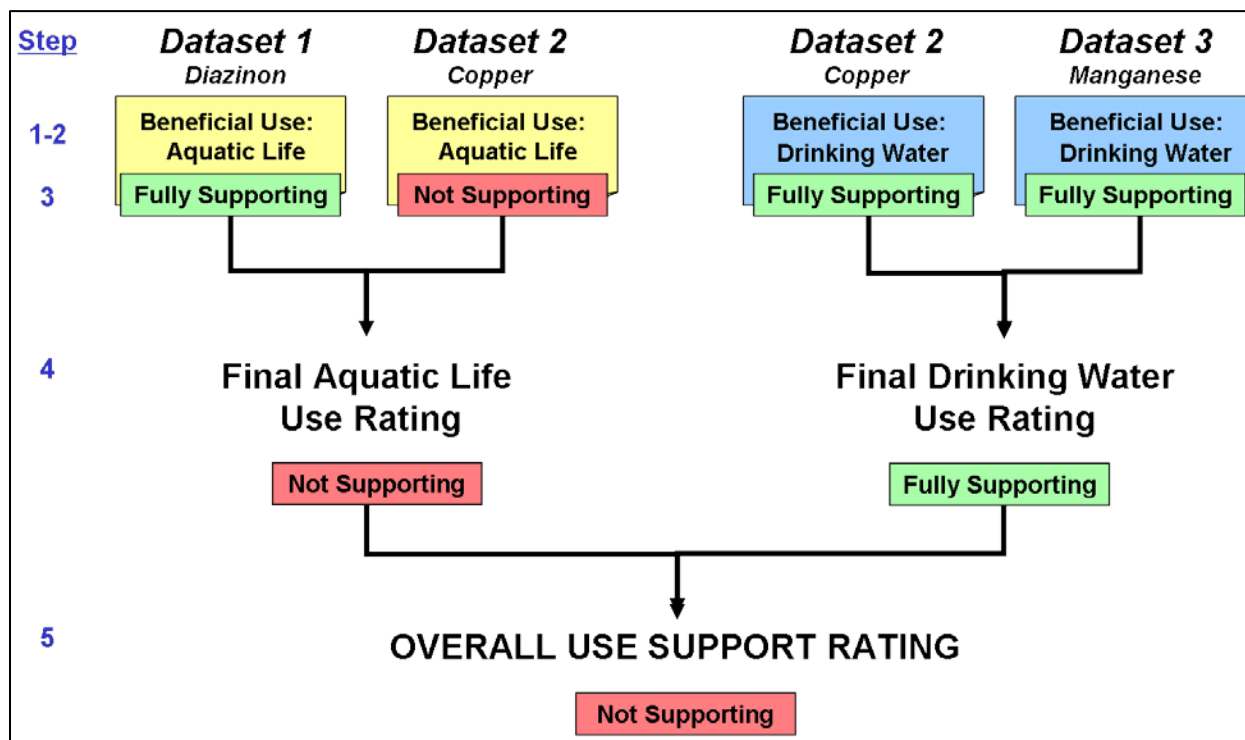 Step
Dataset 1
Dataset 2
Dataset 2
Dataset 3
Diazinon
Copper
Copper
Manganese
1-2
Beneficial Use:
Aquatic Life
Beneficial Use:
Aquatic Life
Beneficial Use:
Drinking Water
Beneficial Use:
Drinking Water
3
Fully Supporting
Not Supporting
Fully Supporting
Fully Supporting
4
Final Aquatic Life
Use Rating
Final Drinking Water
Use Rating
Not Supporting
Fully Supporting
5
OVERALL USE SUPPORT RATING
Not Supporting